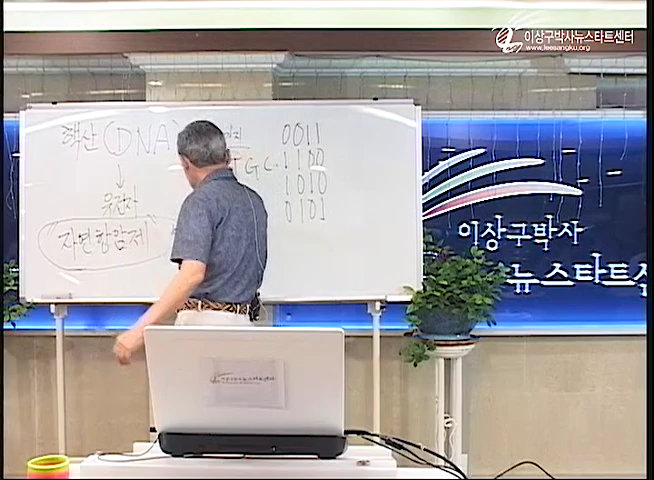 이상구박사뉴스타트센터
www.leesangku.org
핵산 (DNA)
0011
G C 1100
↓
1010
유전자
0101
"자연항암제"
이상구박사
뉴스타트센